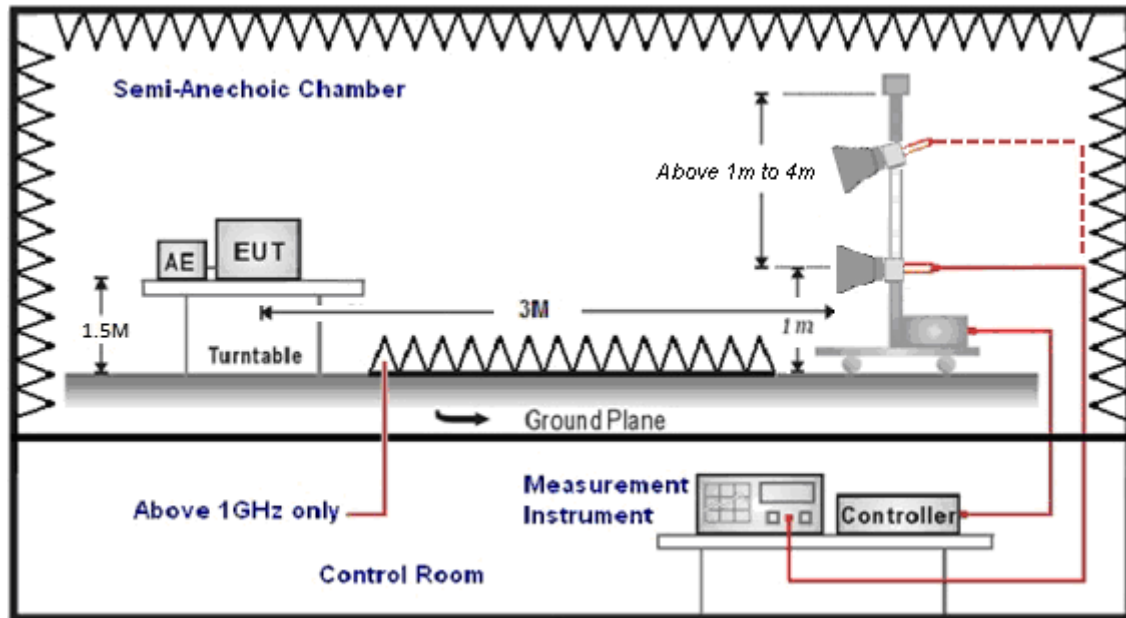 Semi-Anechoic Chamber
Above 1m to 4m
AE
EUT
1.5M
3M
1m
Turntable
Ground Plane
Above 1GHz only
Measurement
Instrument
Controller
Control Room